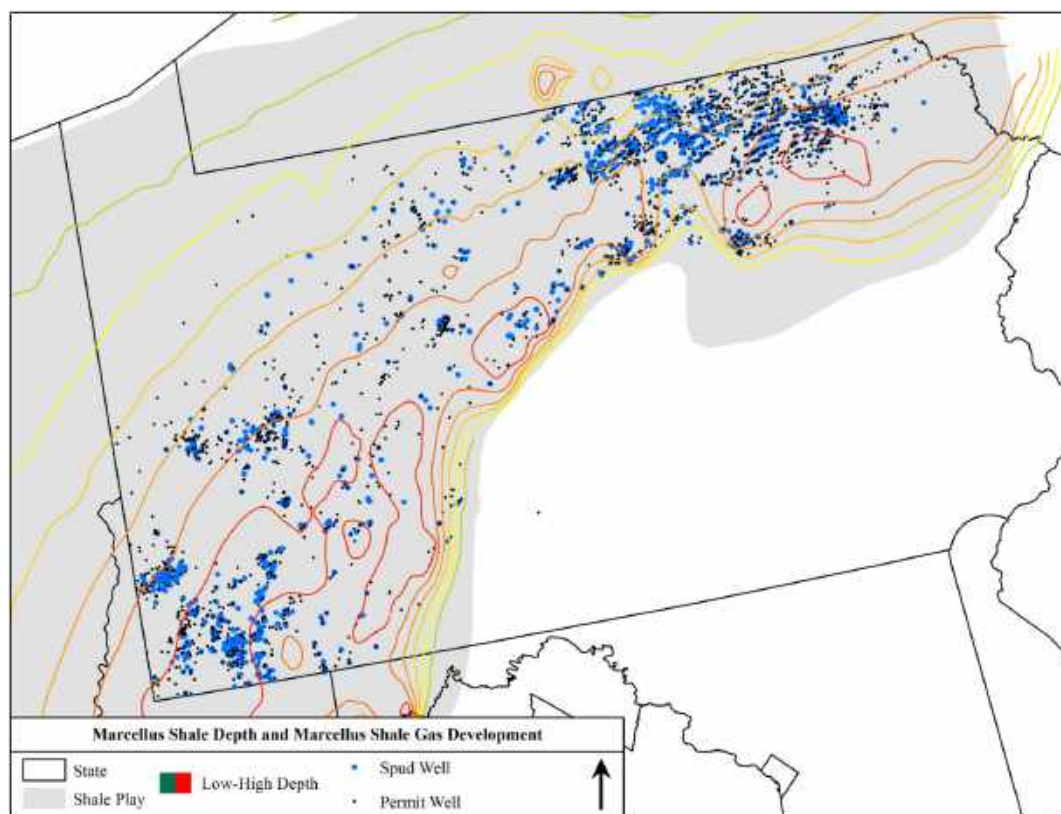 Marcellus Shale Depth and Marcellus Shale Gas Development
State
Low-High Depth
Spud Well
Shale Play
Permit Well